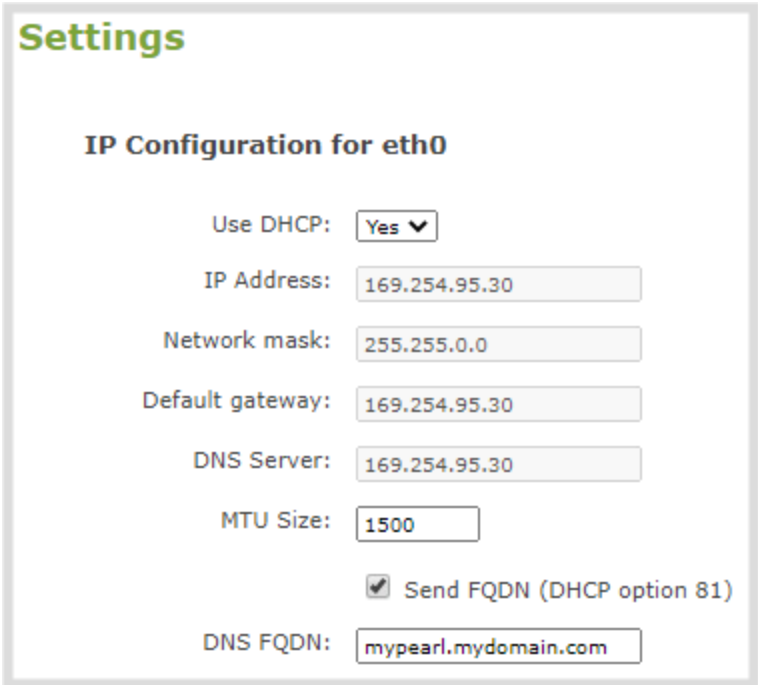 Settings
IP Configuration for eth0
Use DHCP: Yes
IP Address: 169.254.95.30
Network mask: 255.255.0.0
Default gateway: 169.254.95.30
DNS Server: 169.254.95.30
MTU Size: 1500
Send FQDN (DHCP option 81)
DNS FQDN: mypearl.mydomain.com